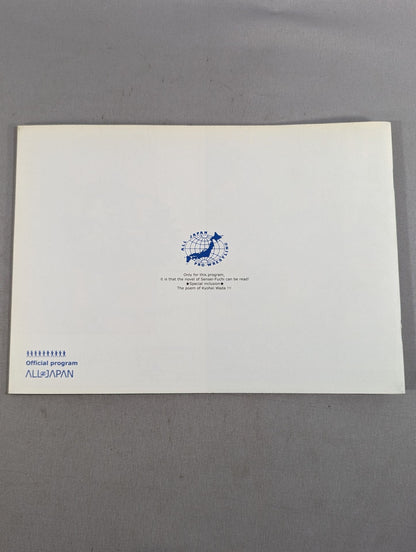 ALL JAPAN
PRO-WRESTLING
Only for this program,
it is that the novel of Sensei-Fuchi can be read!
★Special inclusion★
The poem of Kyohei Wada !!
Official program
ALL JAPAN